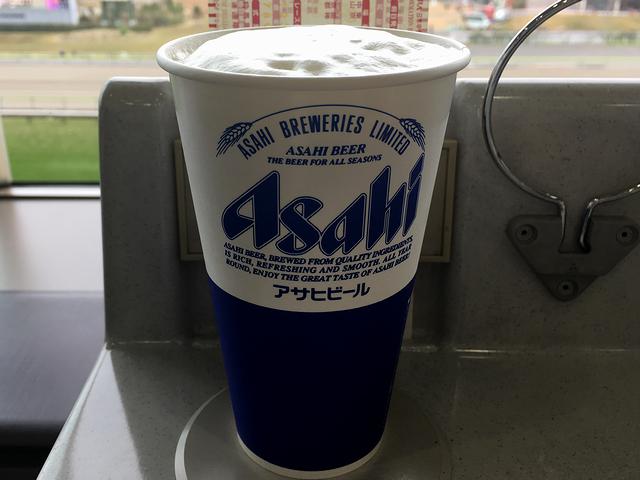 ASAHI BREWERIES LIMITED
ASAHI BEER
THE BEER FOR ALL SEASONS
Asahi
ASAHI BEER, BREWED FROM QUALITY INGREDIENTS,
IS RICH, REFRESHING AND SMOOTH. ALL YEAR
ROUND, ENJOY THE GREAT TASTE OF ASAHI BEER!
アサヒビール